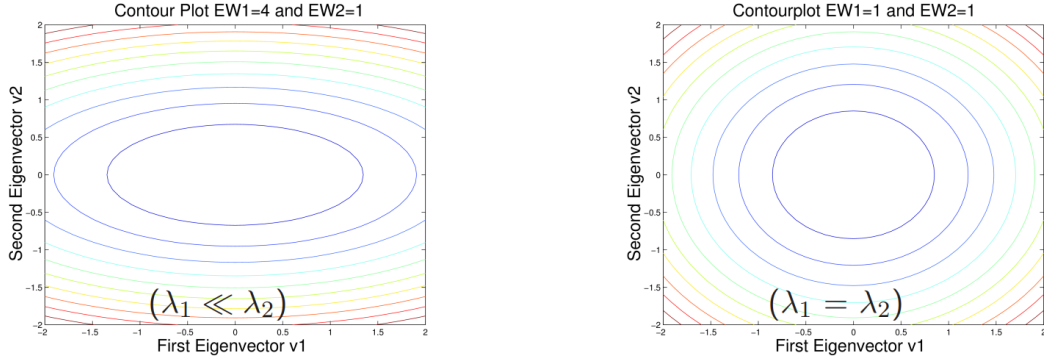 Contour Plot EW1=4 and EW2=1
Second Eigenvector v2
2
1.5
1
0.5
0
−0.5
−1
−1.5
−2
(λ₁ ≪ λ₂)
−2 −1.5 −1 −0.5 0 0.5 1 1.5 2
First Eigenvector v1
Contourplot EW1=1 and EW2=1
Second Eigenvector v2
2
1.5
1
0.5
0
−0.5
−1
−1.5
−2
(λ₁ = λ₂)
−2 −1.5 −1 −0.5 0 0.5 1 1.5 2
First Eigenvector v1